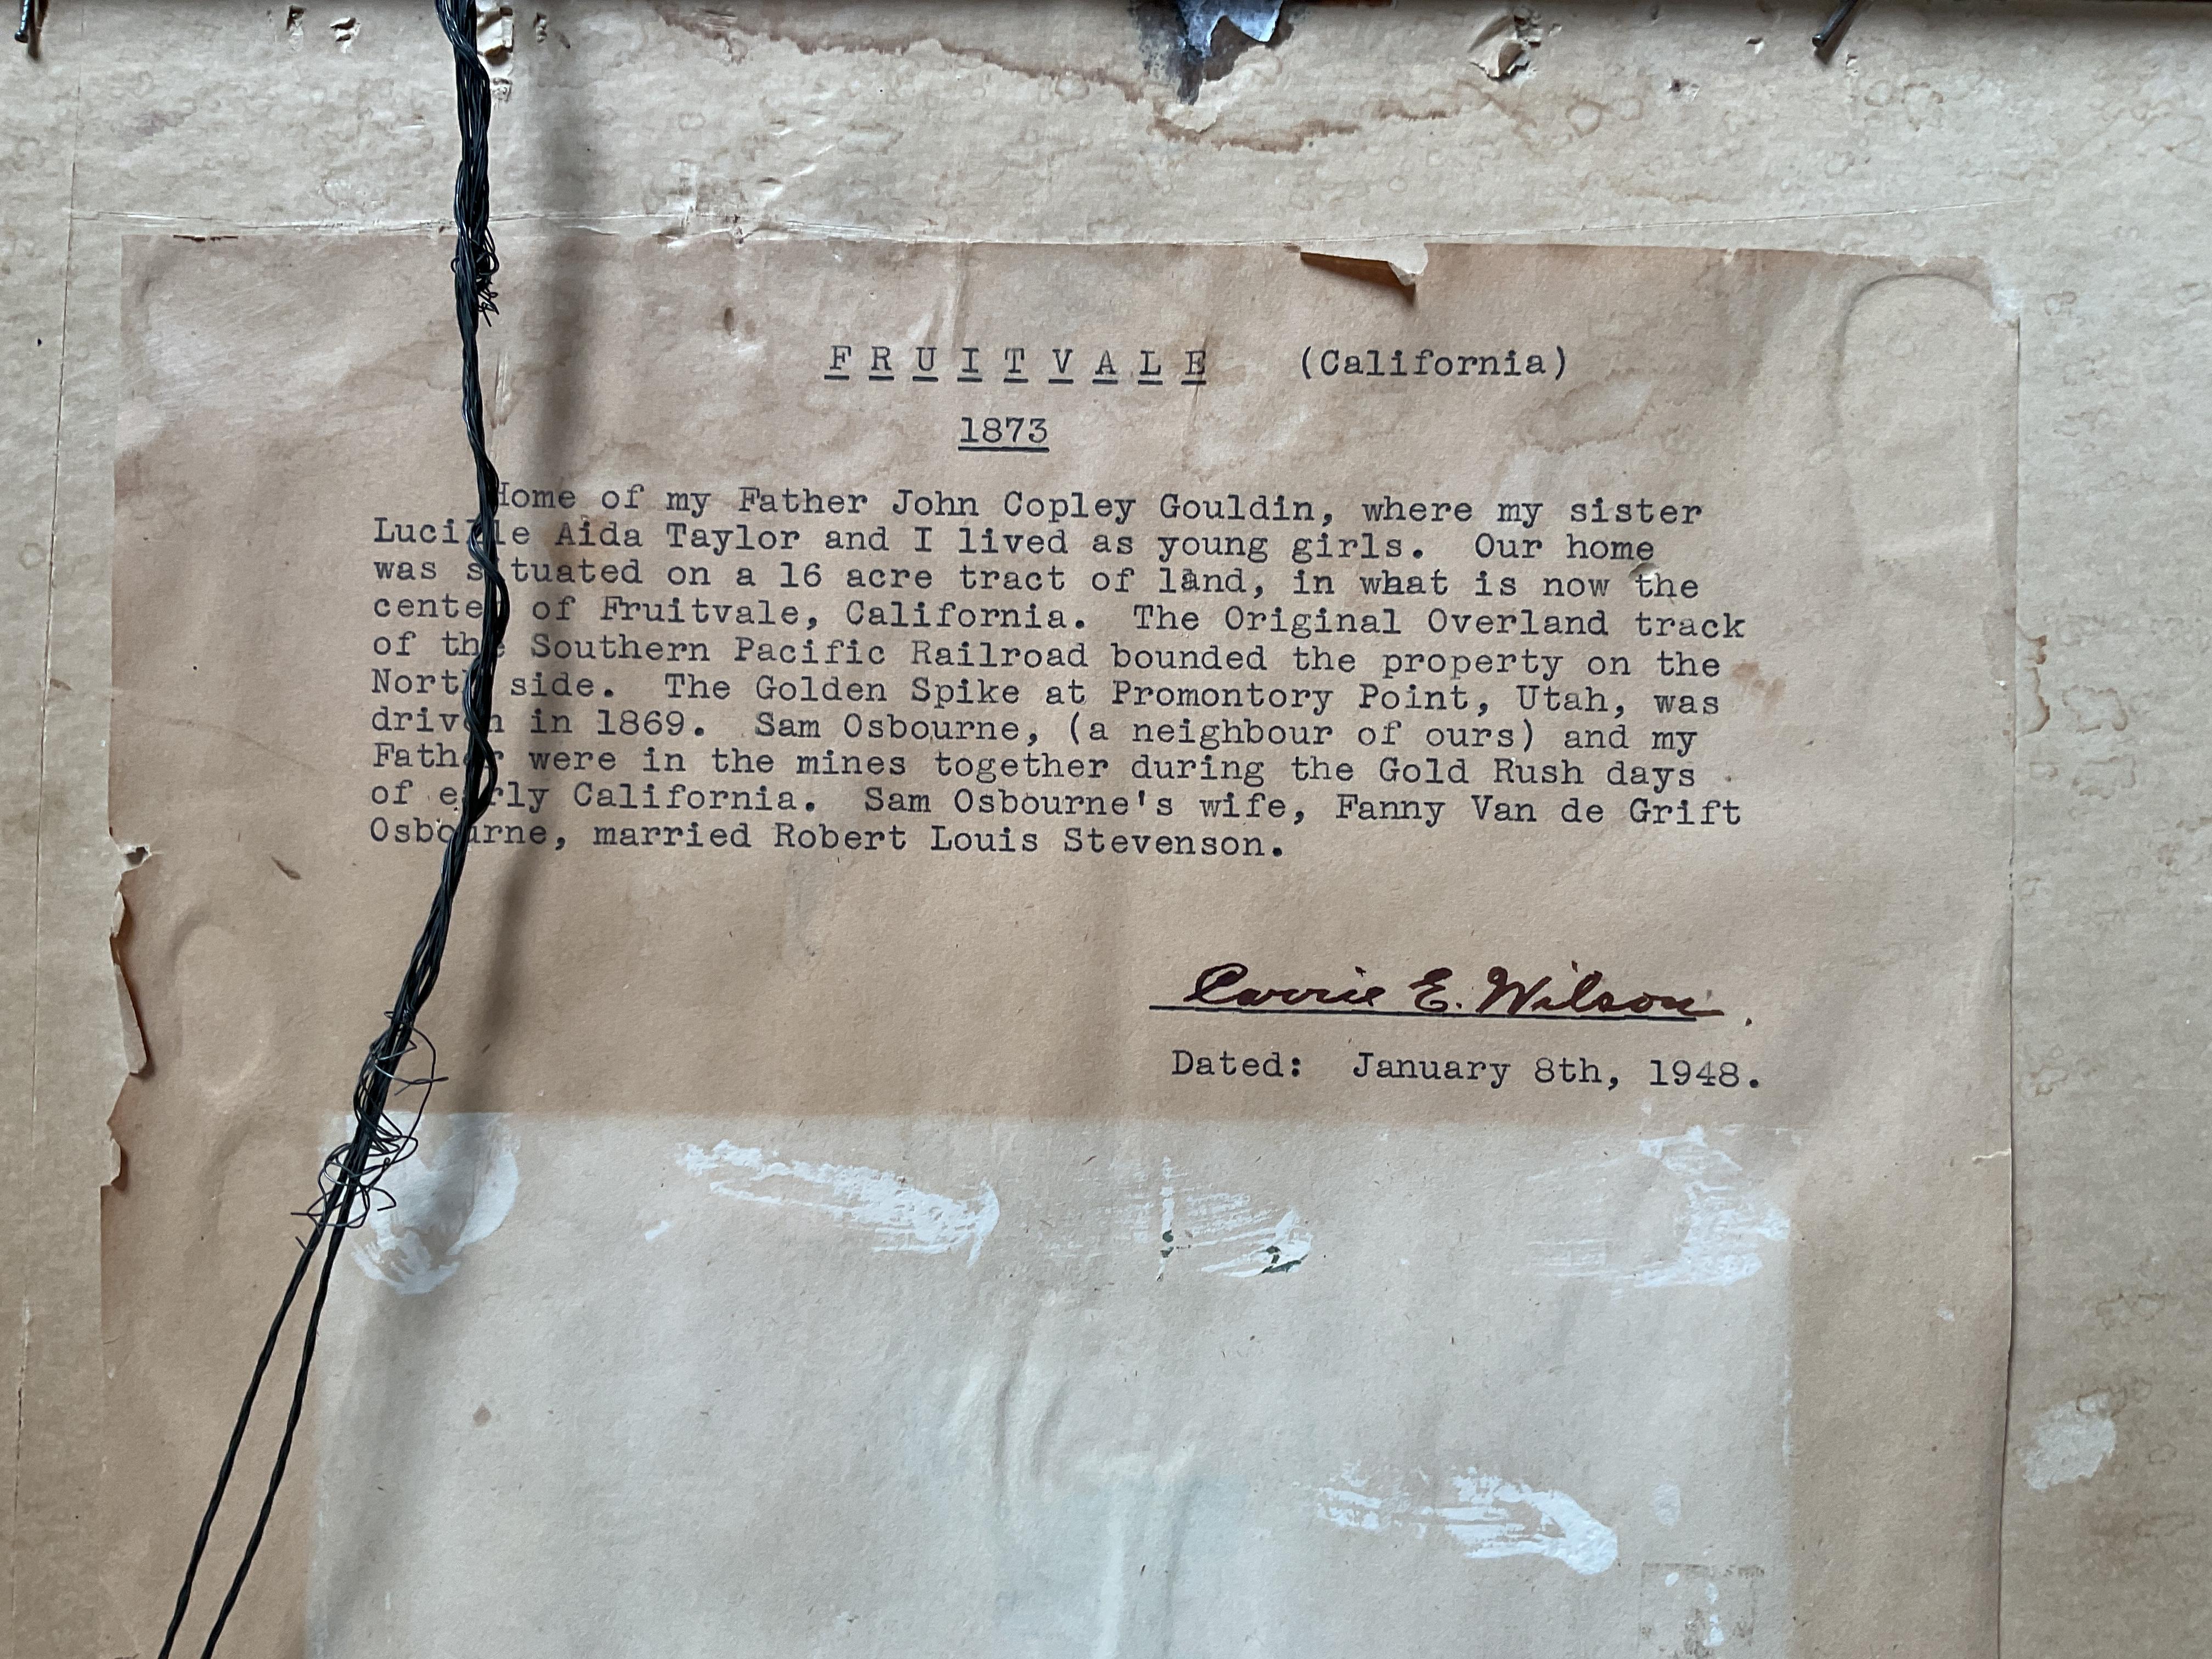 F R U I T V A L E (California)
1873
Home of my Father John Copley Gouldin, where my sister
Lucille Aida Taylor and I lived as young girls. Our home
was situated on a 16 acre tract of land, in what is now the
center of Fruitvale, California. The Original Overland track
of the Southern Pacific Railroad bounded the property on the
North side. The Golden Spike at Promontory Point, Utah, was
driven in 1869. Sam Osbourne, (a neighbour of ours) and my
Father were in the mines together during the Gold Rush days
of early California. Sam Osbourne's wife, Fanny Van de Grift
Osbourne, married Robert Louis Stevenson.
Carrie E. Wilson.
Dated: January 8th, 1948.